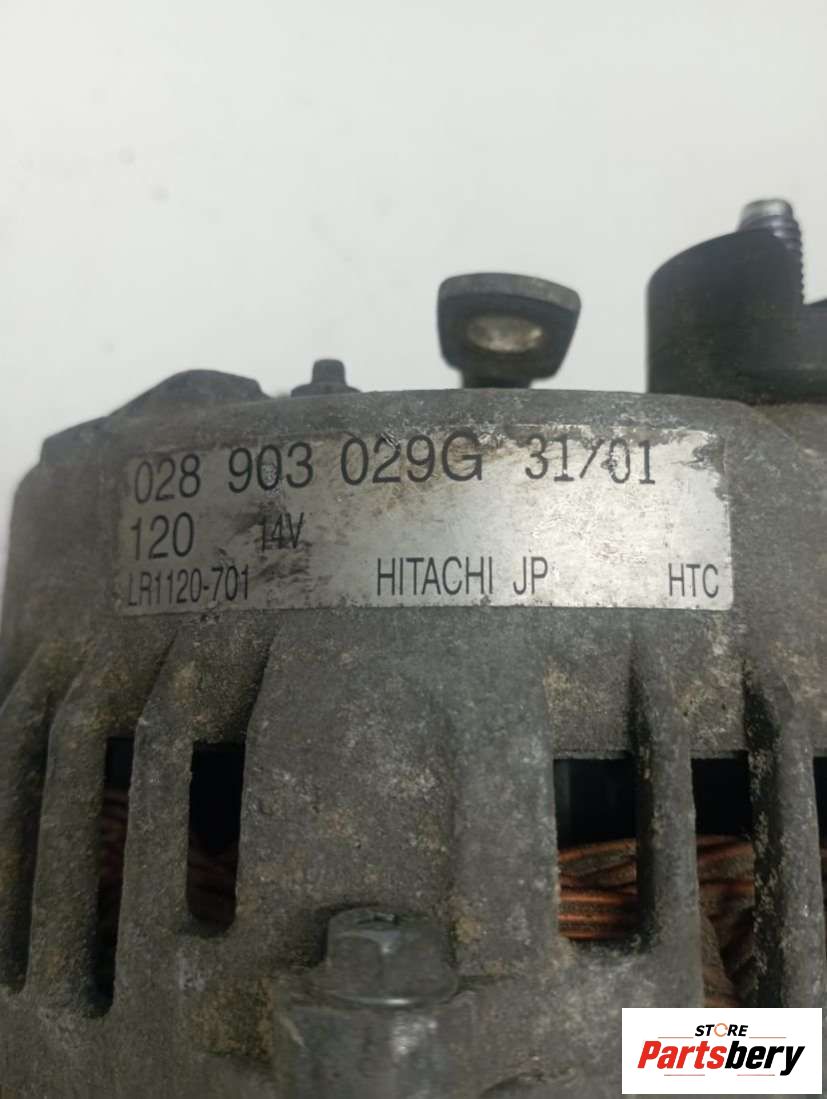 028 903 029G 31/01
120 14V
LR1120-701 HITACHI JP HTC
STORE
Partsbery